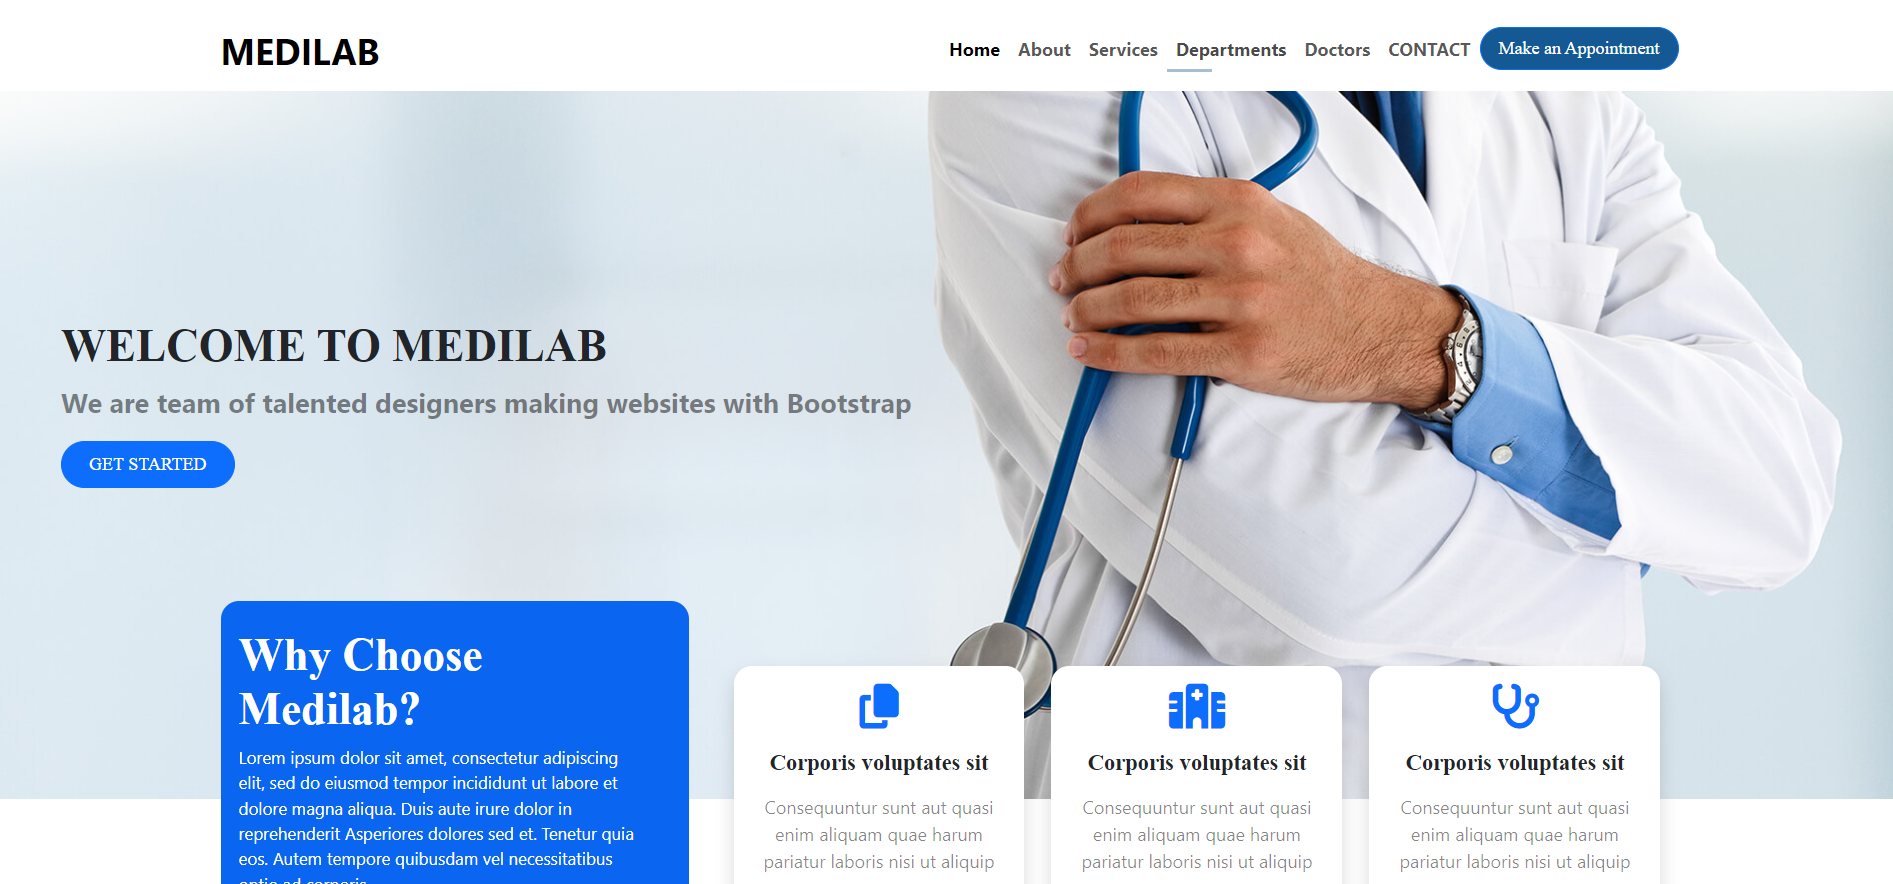 MEDILAB
Home About Services Departments Doctors CONTACT Make an Appointment
WELCOME TO MEDILAB
We are team of talented designers making websites with Bootstrap
GET STARTED
Why Choose
Medilab?
Lorem ipsum dolor sit amet, consectetur adipiscing
elit, sed do eiusmod tempor incididunt ut labore et
dolore magna aliqua. Duis aute irure dolor in
reprehenderit Asperiores dolores sed et. Tenetur quia
eos. Autem tempore quibusdam vel necessitatibus
optio ad corporis.
Corporis voluptates sit
Consequuntur sunt aut quasi
enim aliquam quae harum
pariatur laboris nisi ut aliquip
Corporis voluptates sit
Consequuntur sunt aut quasi
enim aliquam quae harum
pariatur laboris nisi ut aliquip
Corporis voluptates sit
Consequuntur sunt aut quasi
enim aliquam quae harum
pariatur laboris nisi ut aliquip